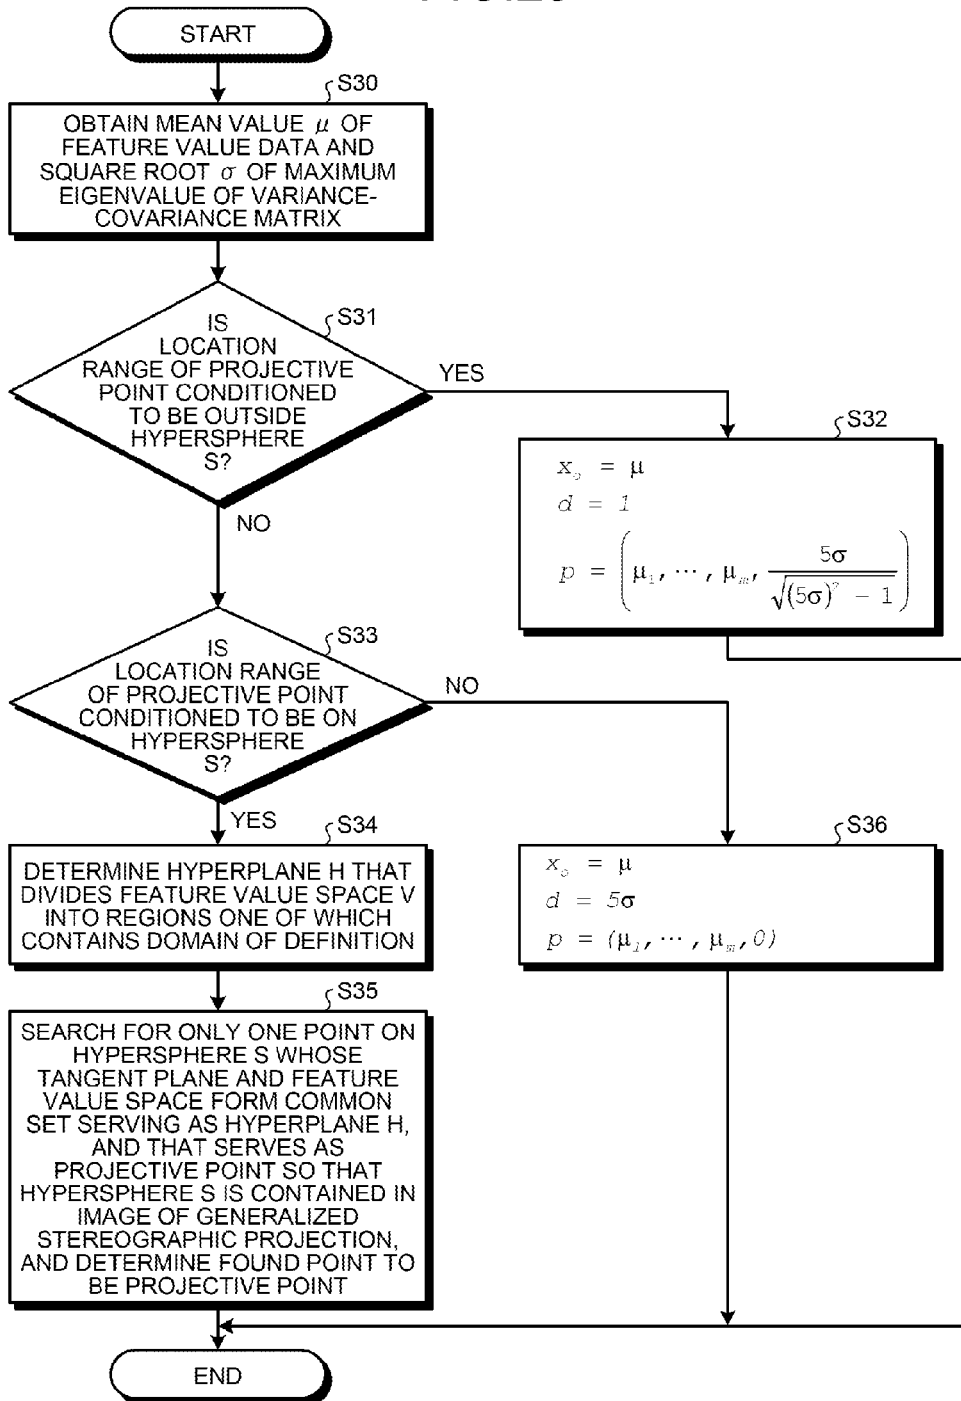 START
S30
OBTAIN MEAN VALUE μ OF
FEATURE VALUE DATA AND
SQUARE ROOT σ OF MAXIMUM
EIGENVALUE OF VARIANCE-
COVARIANCE MATRIX
S31
IS
LOCATION
RANGE OF PROJECTIVE
POINT CONDITIONED
TO BE OUTSIDE
HYPERSPHERE
S?
YES
NO
S32
x₀ = μ
d = 1
p = (μ₁, ⋯, μₘ, 5σ / √((5σ)² − 1))
S33
IS
LOCATION RANGE
OF PROJECTIVE POINT
CONDITIONED TO BE ON
HYPERSPHERE
S?
NO
YES
S34
DETERMINE HYPERPLANE H THAT
DIVIDES FEATURE VALUE SPACE V
INTO REGIONS ONE OF WHICH
CONTAINS DOMAIN OF DEFINITION
S36
x₀ = μ
d = 5σ
p = (μ₁, ⋯, μₘ, 0)
S35
SEARCH FOR ONLY ONE POINT ON
HYPERSPHERE S WHOSE
TANGENT PLANE AND FEATURE
VALUE SPACE FORM COMMON
SET SERVING AS HYPERPLANE H,
AND THAT SERVES AS
PROJECTIVE POINT SO THAT
HYPERSPHERE S IS CONTAINED IN
IMAGE OF GENERALIZED
STEREOGRAPHIC PROJECTION,
AND DETERMINE FOUND POINT TO
BE PROJECTIVE POINT
END